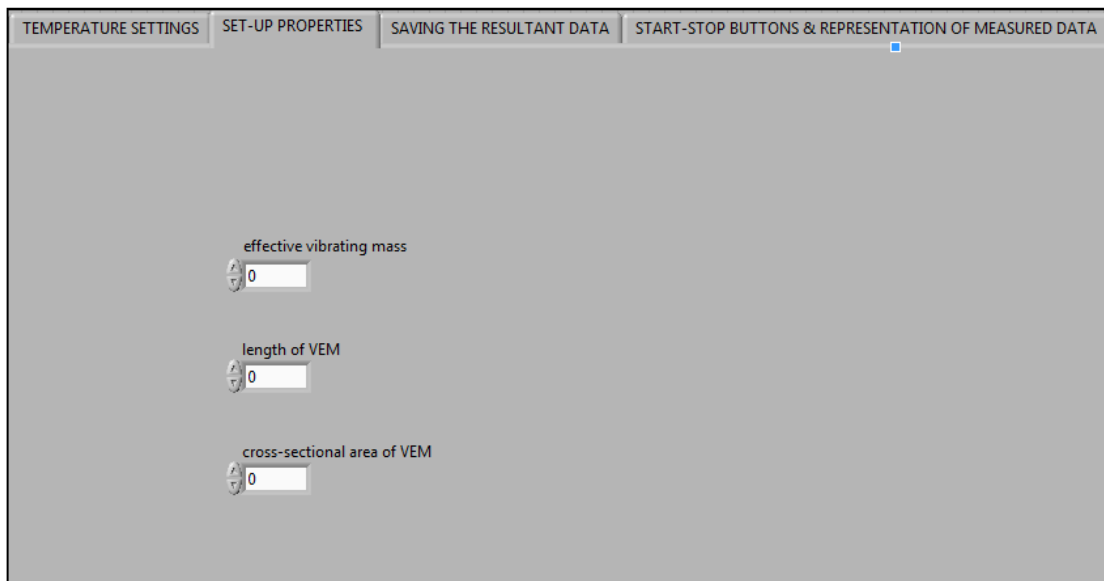 TEMPERATURE SETTINGS
SET-UP PROPERTIES
SAVING THE RESULTANT DATA
START-STOP BUTTONS & REPRESENTATION OF MEASURED DATA
effective vibrating mass
0
length of VEM
0
cross-sectional area of VEM
0